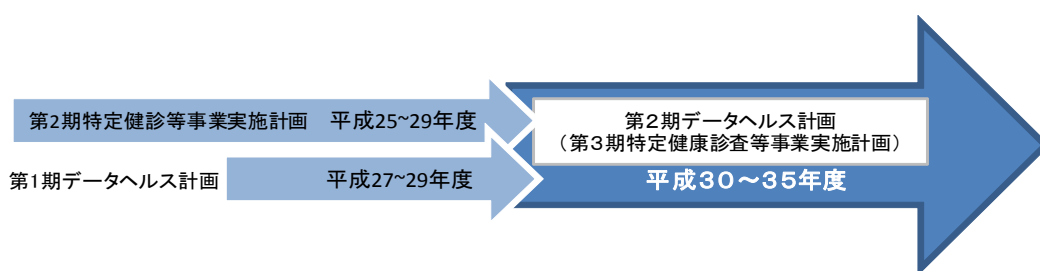 第2期特定健診等事業実施計画　平成25~29年度
第1期データヘルス計画　平成27~29年度
第２期データヘルス計画
（第３期特定健康診査等事業実施計画）
平成３０～３５年度